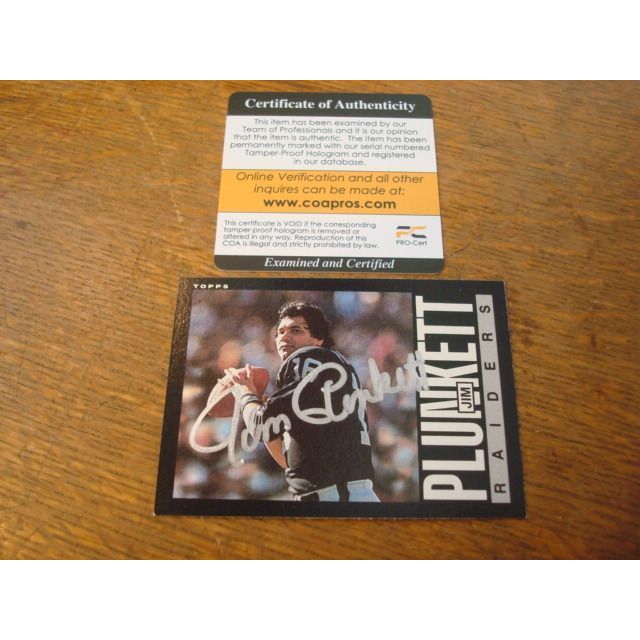 Certificate of Authenticity
This item has been examined by our
Team of Professionals and it is our opinion
that the item is authentic. The item has been
permanently marked with our serial numbered
Tamper-Proof Hologram and registered
in our database.
Online Verification and all other
inquires can be made at:
www.coapros.com
This certificate is VOID if the corresponding
tamper-proof hologram is removed or
altered in any way. Reproduction of this
COA is illegal and strictly prohibited by law.
PC
PRO-Cert
Examined and Certified
TOPPS
16
Jim Plunkett
JIM
PLUNKETT
RAIDERS